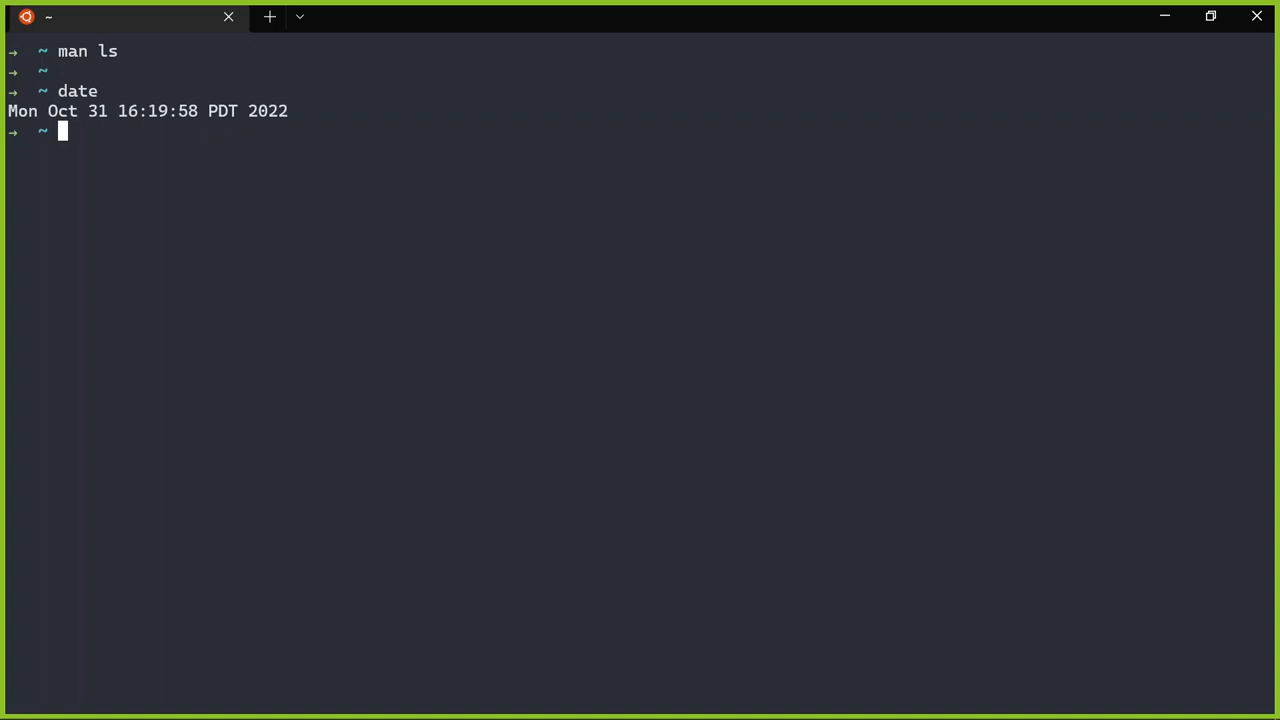 ~
→ ~ man ls
→ ~
→ ~ date
Mon Oct 31 16:19:58 PDT 2022
→ ~